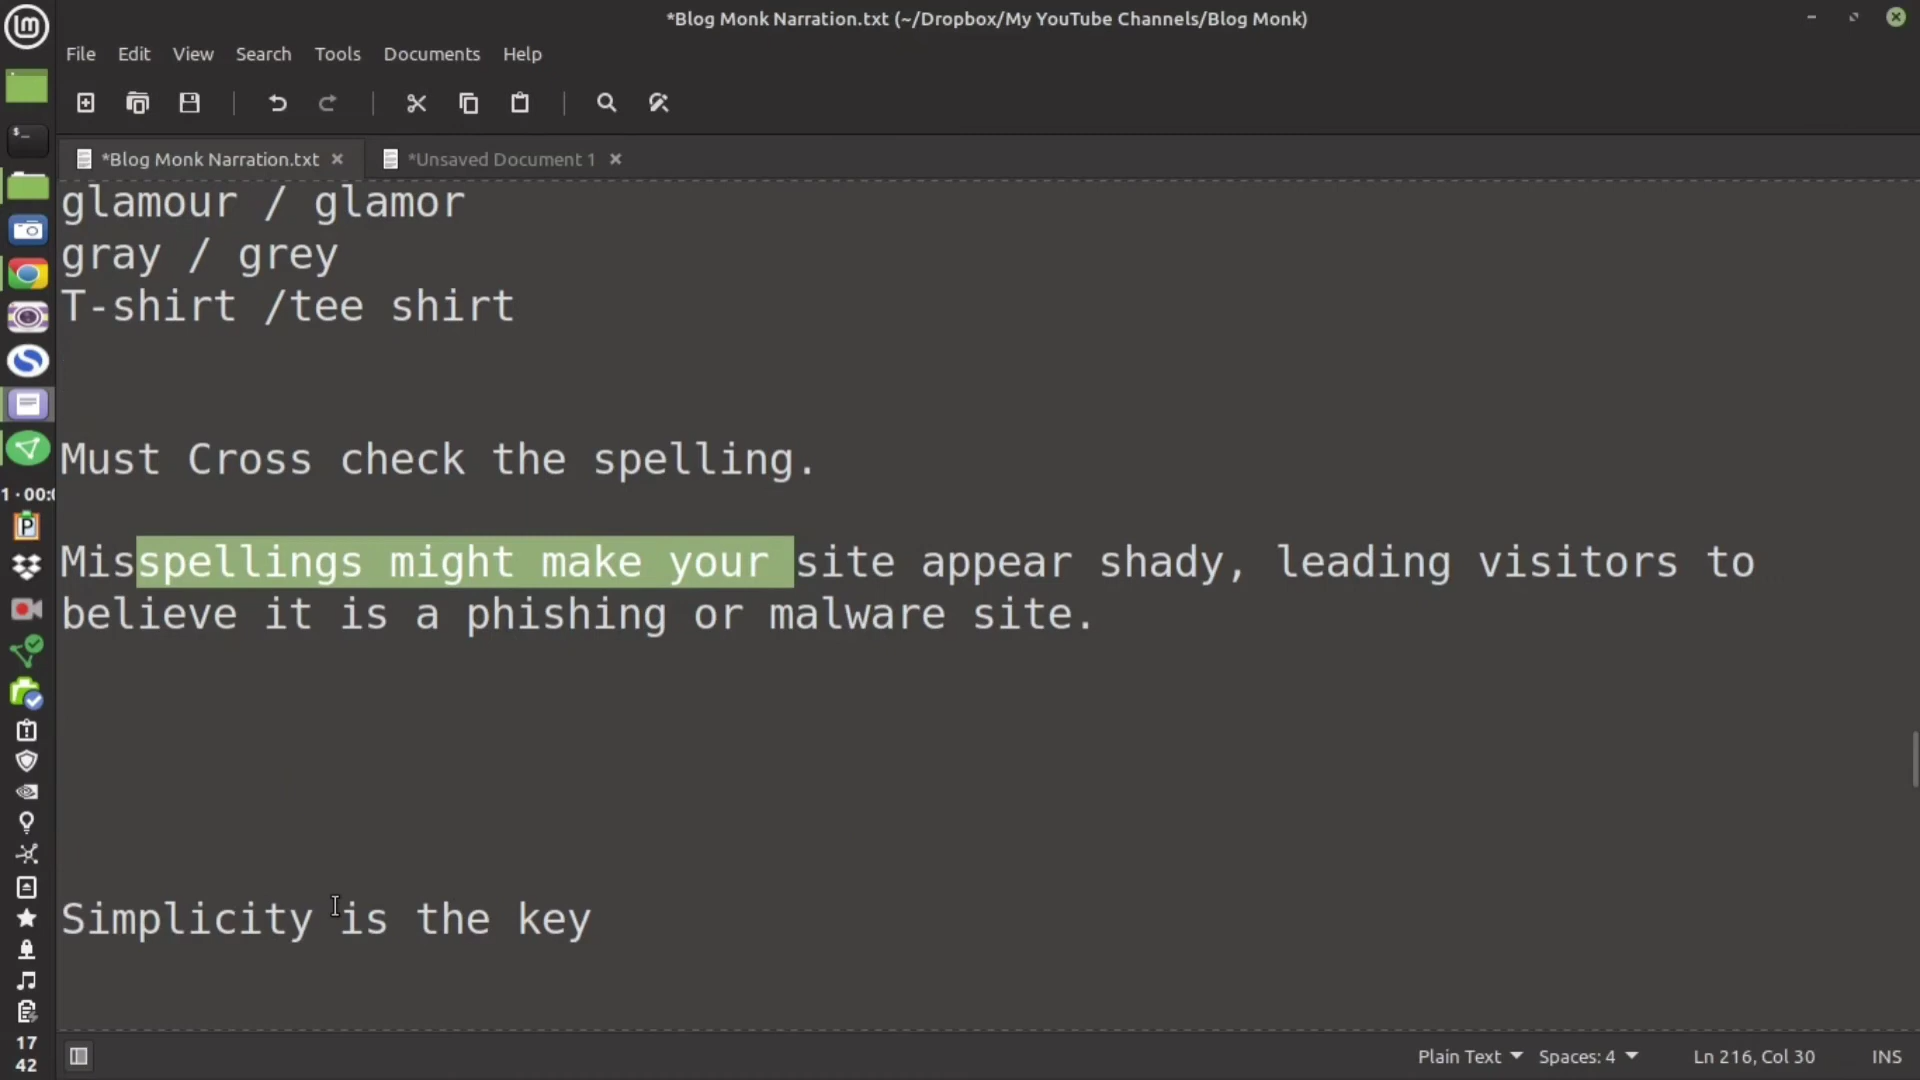 *Blog Monk Narration.txt (~/Dropbox/My YouTube Channels/Blog Monk)
File Edit View Search Tools Documents Help
*Blog Monk Narration.txt *Unsaved Document 1
glamour / glamor
gray / grey
T-shirt /tee shirt
Must Cross check the spelling.
Misspellings might make your site appear shady, leading visitors to
believe it is a phishing or malware site.
Simplicity is the key
1 · 00:
17
42
Plain Text Spaces: 4 Ln 216, Col 30 INS